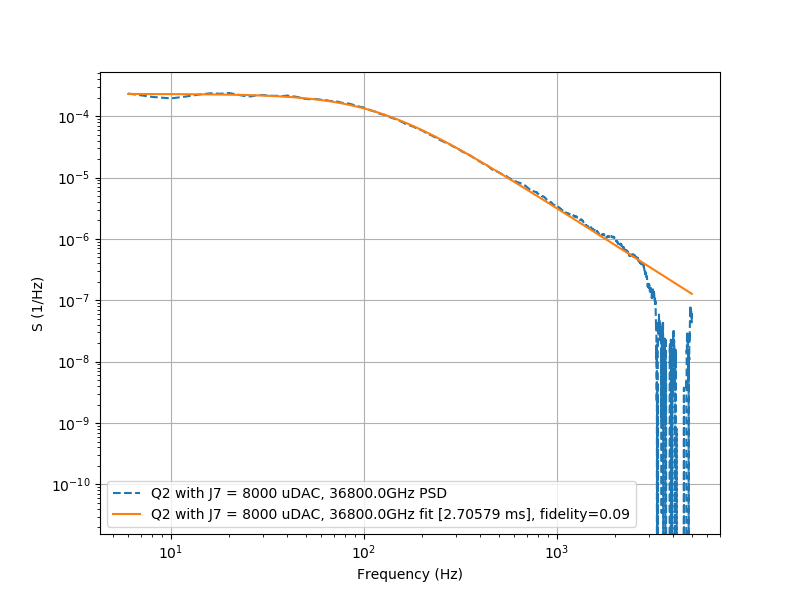 10⁻⁴
10⁻⁵
10⁻⁶
10⁻⁷
10⁻⁸
10⁻⁹
10⁻¹⁰
S (1/Hz)
Q2 with J7 = 8000 uDAC, 36800.0GHz PSD
Q2 with J7 = 8000 uDAC, 36800.0GHz fit [2.70579 ms], fidelity=0.09
10¹ 10² 10³
Frequency (Hz)